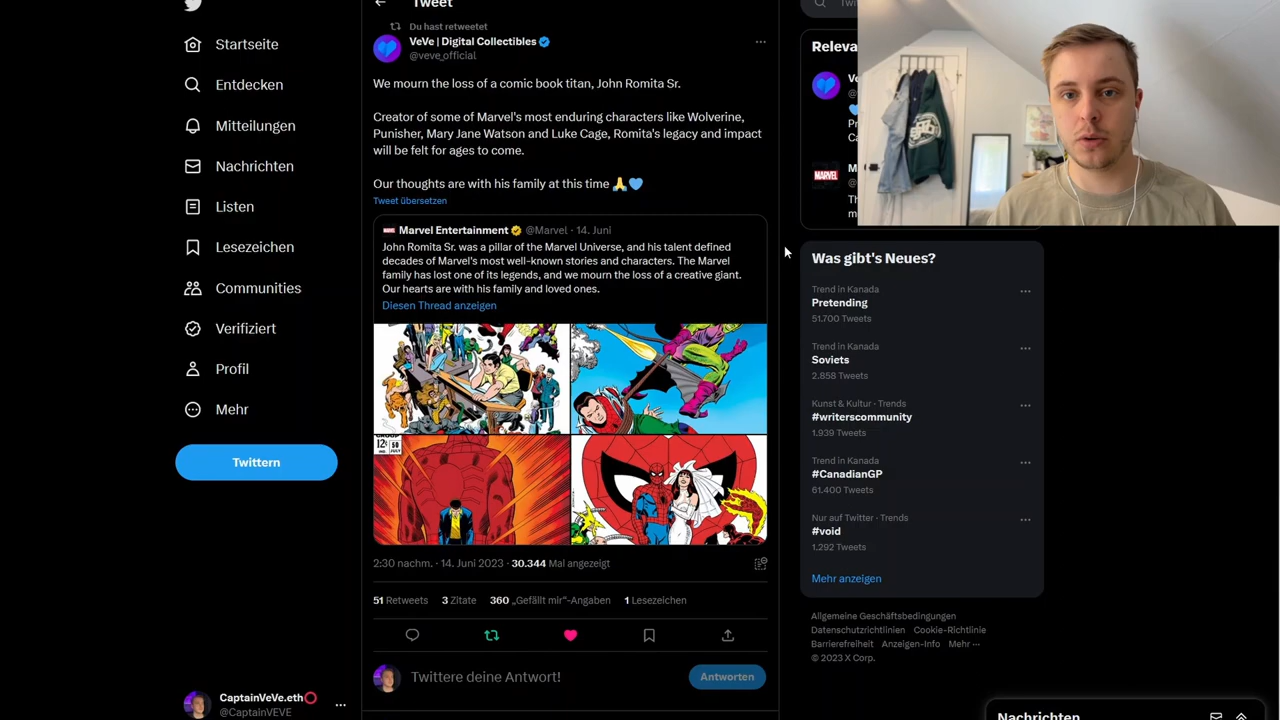 Tweet
Startseite
Entdecken
Mitteilungen
Nachrichten
Listen
Lesezeichen
Communities
Verifiziert
Profil
Mehr
Twittern
CaptainVeVe.eth⭕
@CaptainVEVE
Du hast retweetet
VeVe | Digital Collectibles
@veve_official
We mourn the loss of a comic book titan, John Romita Sr.
Creator of some of Marvel's most enduring characters like Wolverine,
Punisher, Mary Jane Watson and Luke Cage, Romita's legacy and impact
will be felt for ages to come.
Our thoughts are with his family at this time 🙏💙
Tweet übersetzen
Marvel Entertainment @Marvel · 14. Juni
John Romita Sr. was a pillar of the Marvel Universe, and his talent defined
decades of Marvel's most well-known stories and characters. The Marvel
family has lost one of its legends, and we mourn the loss of a creative giant.
Our hearts are with his family and loved ones.
Diesen Thread anzeigen
12¢ 50
JULY
2:30 nachm. · 14. Juni 2023 · 30.344 Mal angezeigt
51 Retweets 3 Zitate 360 „Gefällt mir“-Angaben 1 Lesezeichen
Twittere deine Antwort!
Antworten
MARVEL
Was gibt's Neues?
Trend in Kanada
Pretending
51.700 Tweets
Trend in Kanada
Soviets
2.858 Tweets
Kunst & Kultur · Trends
#writerscommunity
1.939 Tweets
Trend in Kanada
#CanadianGP
61.400 Tweets
Nur auf Twitter · Trends
#void
1.292 Tweets
Mehr anzeigen
Allgemeine Geschäftsbedingungen
Datenschutzrichtlinien Cookie-Richtlinie
Barrierefreiheit Anzeigen-Info Mehr ···
© 2023 X Corp.
Nachrichten